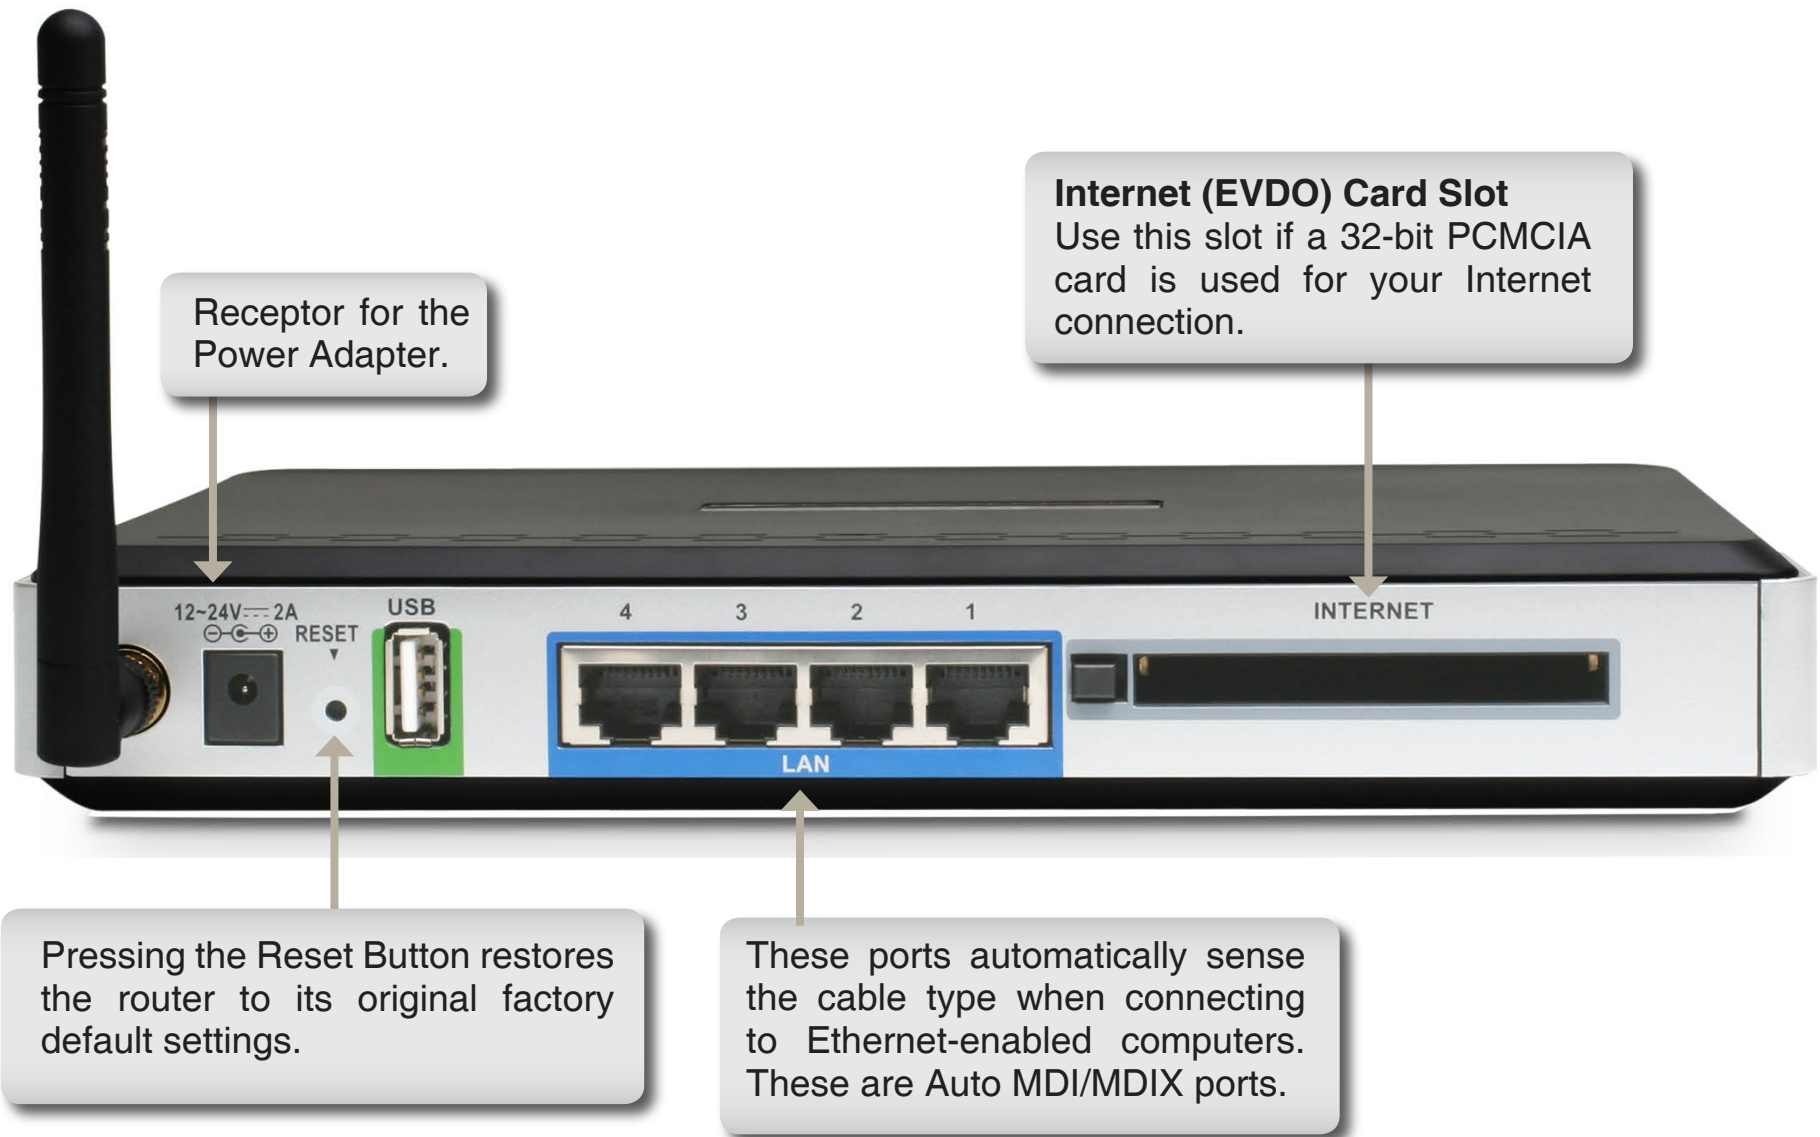 Internet (EVDO) Card Slot
Use this slot if a 32-bit PCMCIA
card is used for your Internet
connection.
Receptor for the
Power Adapter.
12~24V⎓2A
RESET
USB
4 3 2 1
INTERNET
LAN
Pressing the Reset Button restores
the router to its original factory
default settings.
These ports automatically sense
the cable type when connecting
to Ethernet-enabled computers.
These are Auto MDI/MDIX ports.